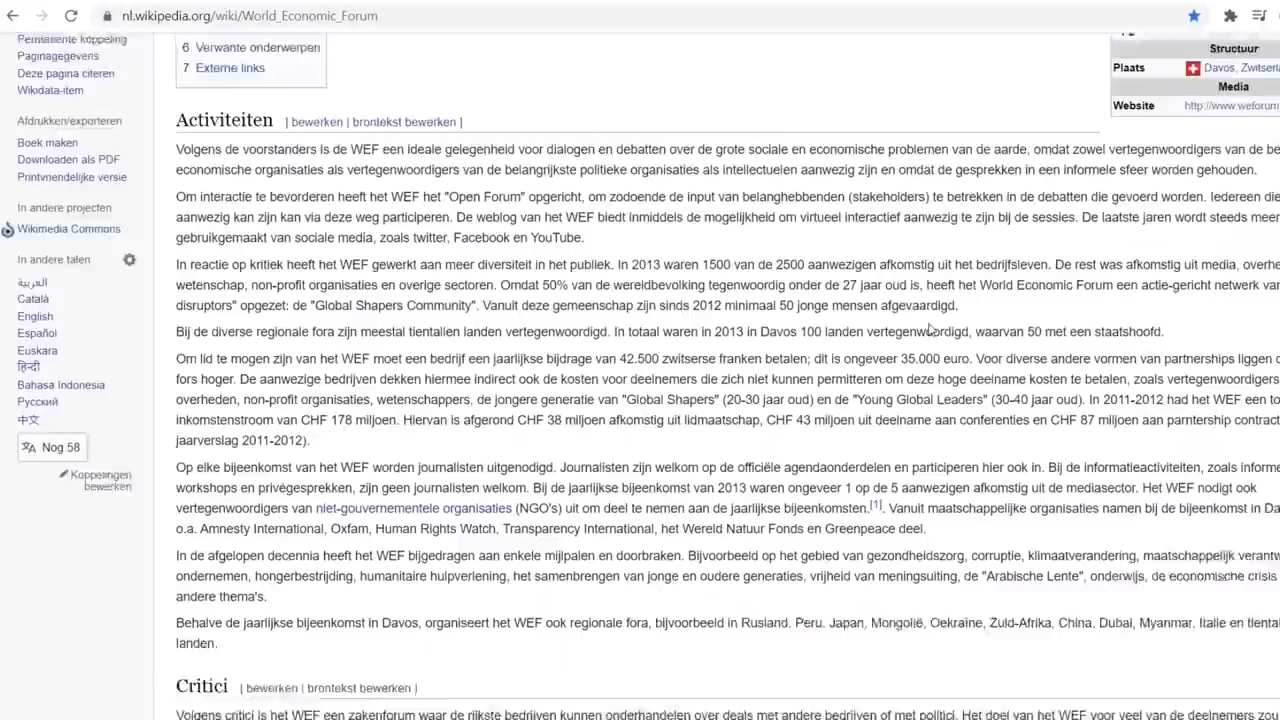 nl.wikipedia.org/wiki/World_Economic_Forum
Permanente koppeling
Paginagegevens
Deze pagina citeren
Wikidata-item
Afdrukken/exporteren
Boek maken
Downloaden als PDF
Printvriendelijke versie
In andere projecten
Wikimedia Commons
In andere talen
العربية
Català
English
Español
Euskara
हिन्दी
Bahasa Indonesia
Русский
中文
Nog 58
Koppelingen
bewerken
6 Verwante onderwerpen
7 Externe links
Structuur
Plaats Davos, Zwitserl
Media
Website http://www.weforum
Activiteiten [ bewerken | brontekst bewerken ]
Volgens de voorstanders is de WEF een ideale gelegenheid voor dialogen en debatten over de grote sociale en economische problemen van de aarde, omdat zowel vertegenwoordigers van de be
economische organisaties als vertegenwoordigers van de belangrijkste politieke organisaties als intellectuelen aanwezig zijn en omdat de gesprekken in een informele sfeer worden gehouden.
Om interactie te bevorderen heeft het WEF het "Open Forum" opgericht, om zodoende de input van belanghebbenden (stakeholders) te betrekken in de debatten die gevoerd worden. Iedereen die
aanwezig kan zijn kan via deze weg participeren. De weblog van het WEF biedt inmiddels de mogelijkheid om virtueel interactief aanwezig te zijn bij de sessies. De laatste jaren wordt steeds meer
gebruikgemaakt van sociale media, zoals twitter, Facebook en YouTube.
In reactie op kritiek heeft het WEF gewerkt aan meer diversiteit in het publiek. In 2013 waren 1500 van de 2500 aanwezigen afkomstig uit het bedrijfsleven. De rest was afkomstig uit media, overhe
wetenschap, non-profit organisaties en overige sectoren. Omdat 50% van de wereldbevolking tegenwoordig onder de 27 jaar oud is, heeft het World Economic Forum een actie-gericht netwerk van
disruptors" opgezet: de "Global Shapers Community". Vanuit deze gemeenschap zijn sinds 2012 minimaal 50 jonge mensen afgevaardigd.
Bij de diverse regionale fora zijn meestal tientallen landen vertegenwoordigd. In totaal waren in 2013 in Davos 100 landen vertegenwoordigd, waarvan 50 met een staatshoofd.
Om lid te mogen zijn van het WEF moet een bedrijf een jaarlijkse bijdrage van 42.500 zwitserse franken betalen; dit is ongeveer 35.000 euro. Voor diverse andere vormen van partnerships liggen d
fors hoger. De aanwezige bedrijven dekken hiermee indirect ook de kosten voor deelnemers die zich niet kunnen permitteren om deze hoge deelname kosten te betalen, zoals vertegenwoordigers
overheden, non-profit organisaties, wetenschappers, de jongere generatie van "Global Shapers" (20-30 jaar oud) en de "Young Global Leaders" (30-40 jaar oud). In 2011-2012 had het WEF een to
inkomstenstroom van CHF 178 miljoen. Hiervan is afgerond CHF 38 miljoen afkomstig uit lidmaatschap, CHF 43 miljoen uit deelname aan conferenties en CHF 87 miljoen aan parntership contract
jaarverslag 2011-2012).
Op elke bijeenkomst van het WEF worden journalisten uitgenodigd. Journalisten zijn welkom op de officiële agendaonderdelen en participeren hier ook in. Bij de informatieactiviteiten, zoals informe
workshops en privégesprekken, zijn geen journalisten welkom. Bij de jaarlijkse bijeenkomst van 2013 waren ongeveer 1 op de 5 aanwezigen afkomstig uit de mediasector. Het WEF nodigt ook
vertegenwoordigers van niet-gouvernementele organisaties (NGO's) uit om deel te nemen aan de jaarlijkse bijeenkomsten.[1]. Vanuit maatschappelijke organisaties namen bij de bijeenkomst in Da
o.a. Amnesty International, Oxfam, Human Rights Watch, Transparency International, het Wereld Natuur Fonds en Greenpeace deel.
In de afgelopen decennia heeft het WEF bijgedragen aan enkele mijlpalen en doorbraken. Bijvoorbeeld op het gebied van gezondheidszorg, corruptie, klimaatverandering, maatschappelijk verantw
ondernemen, hongerbestrijding, humanitaire hulpverlening, het samenbrengen van jonge en oudere generaties, vrijheid van meningsuiting, de "Arabische Lente", onderwijs, de economische crisis
andere thema's.
Behalve de jaarlijkse bijeenkomst in Davos, organiseert het WEF ook regionale fora, bijvoorbeeld in Rusland, Peru, Japan, Mongolië, Oekraïne, Zuid-Afrika, China, Dubai, Myanmar, Italie en tiental
landen.
Critici [ bewerken | brontekst bewerken ]
Volgens critici is het WEF een zakenforum waar de rijkste bedrijven kunnen onderhandelen over deals met andere bedrijven of met politici. Het doel van het WEF voor veel van de deelnemers zou